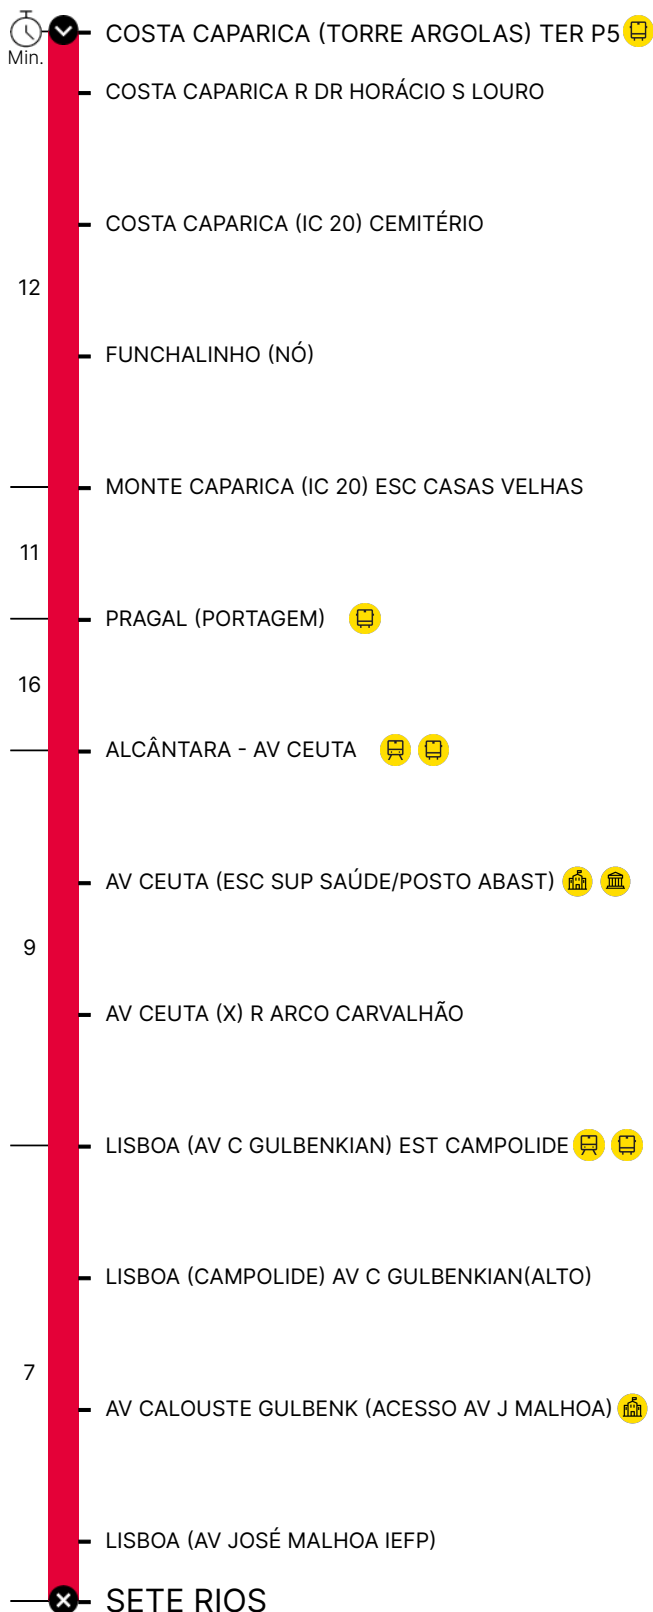 COSTA CAPARICA (TORRE ARGOLAS) TER P5
Min.
COSTA CAPARICA R DR HORÁCIO S LOURO
COSTA CAPARICA (IC 20) CEMITÉRIO
12
FUNCHALINHO (NÓ)
MONTE CAPARICA (IC 20) ESC CASAS VELHAS
11
PRAGAL (PORTAGEM)
16
ALCÂNTARA - AV CEUTA
AV CEUTA (ESC SUP SAÚDE/POSTO ABAST)
9
AV CEUTA (X) R ARCO CARVALHÃO
LISBOA (AV C GULBENKIAN) EST CAMPOLIDE
LISBOA (CAMPOLIDE) AV C GULBENKIAN(ALTO)
7
AV CALOUSTE GULBENK (ACESSO AV J MALHOA)
LISBOA (AV JOSÉ MALHOA IEFP)
SETE RIOS